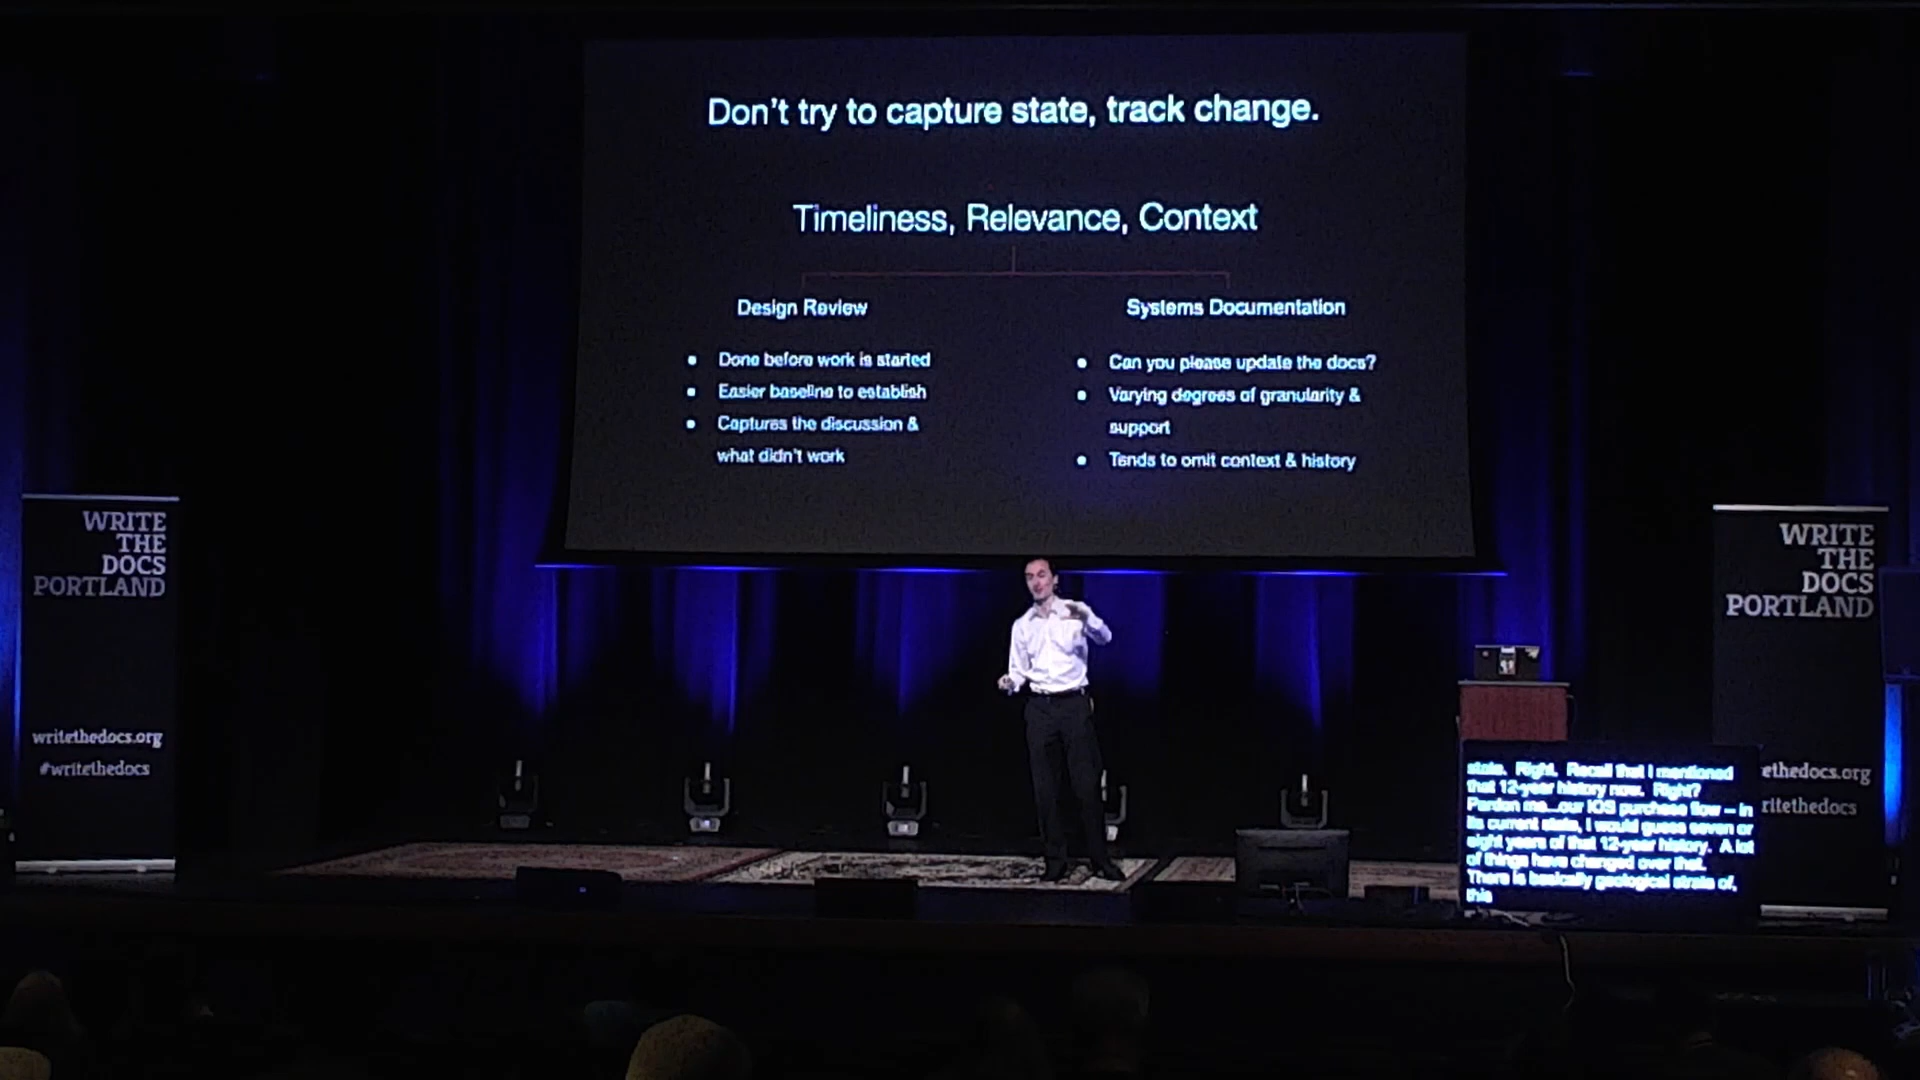 Don't try to capture state, track change.
Timeliness, Relevance, Context
Design Review
• Done before work is started
• Easier baseline to establish
• Captures the discussion &
what didn't work
Systems Documentation
• Can you please update the docs?
• Varying degrees of granularity &
support
• Tends to omit context & history
WRITE
THE
DOCS
PORTLAND
writethedocs.org
#writethedocs
WRITE
THE
DOCS
PORTLAND
ethedocs.org
ritethedocs
state. Right. Recall that I mentioned
that 12-year history now. Right?
Pardon me...our IOS purchase flow -- in
its current state, I would guess seven or
eight years of that 12-year history. A lot
of things have changed over that.
There is basically geological strata of,
this